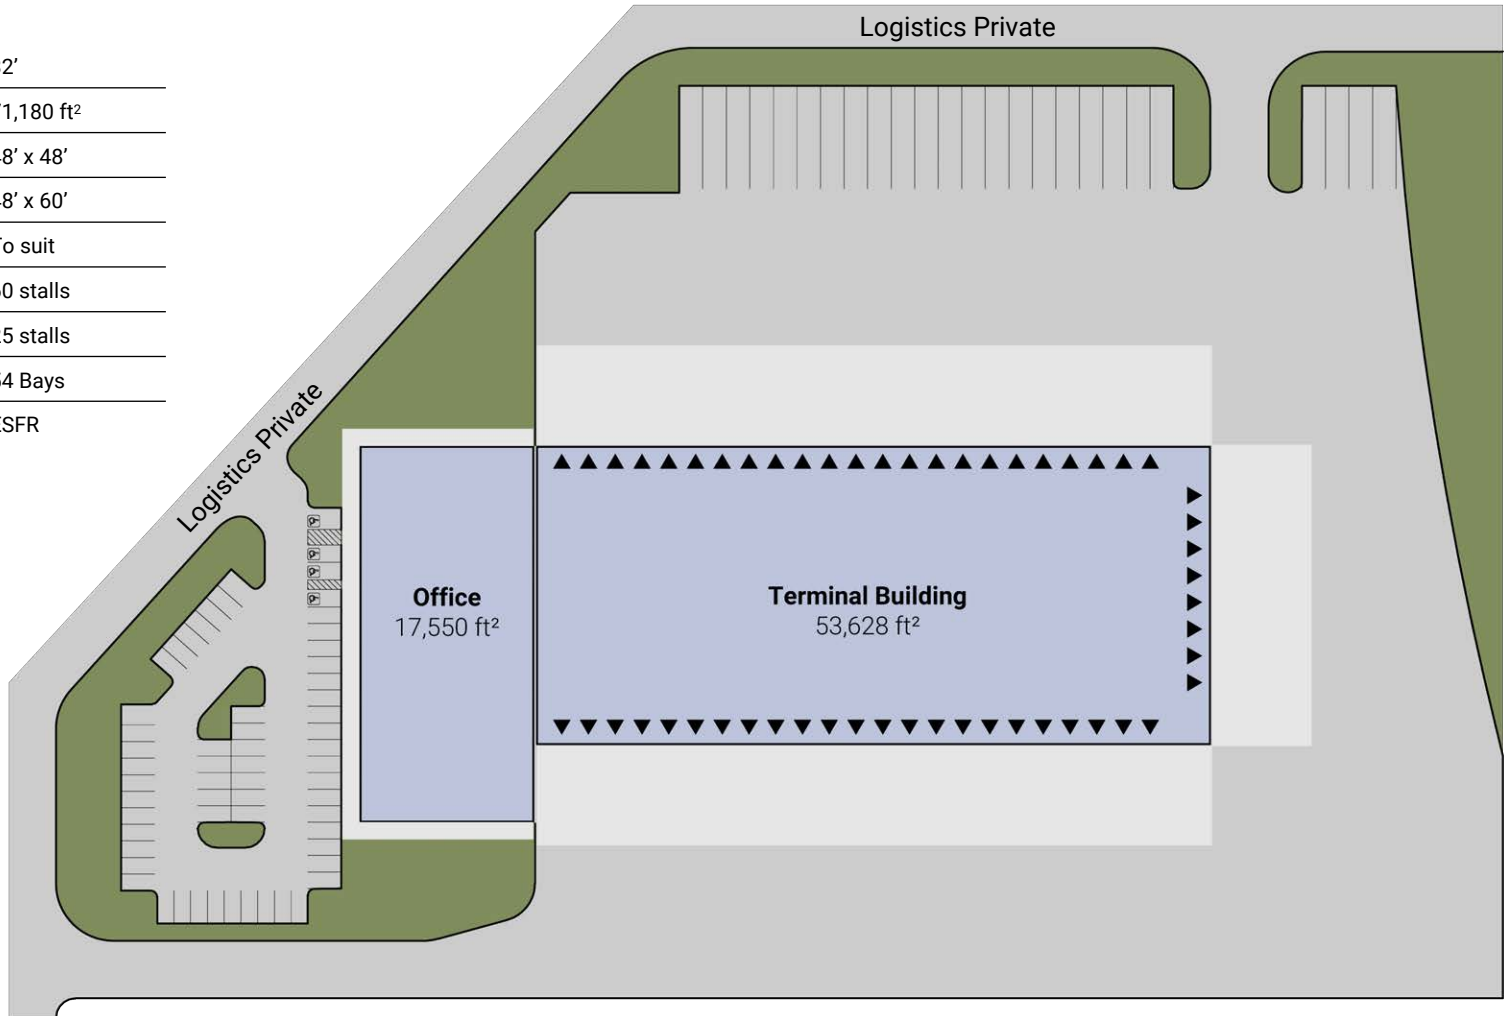 2’
1,180 ft²
8’ x 48’
8’ x 60’
o suit
0 stalls
5 stalls
4 Bays
SFR
Logistics Private
Logistics Private
Office
17,550 ft²
Terminal Building
53,628 ft²